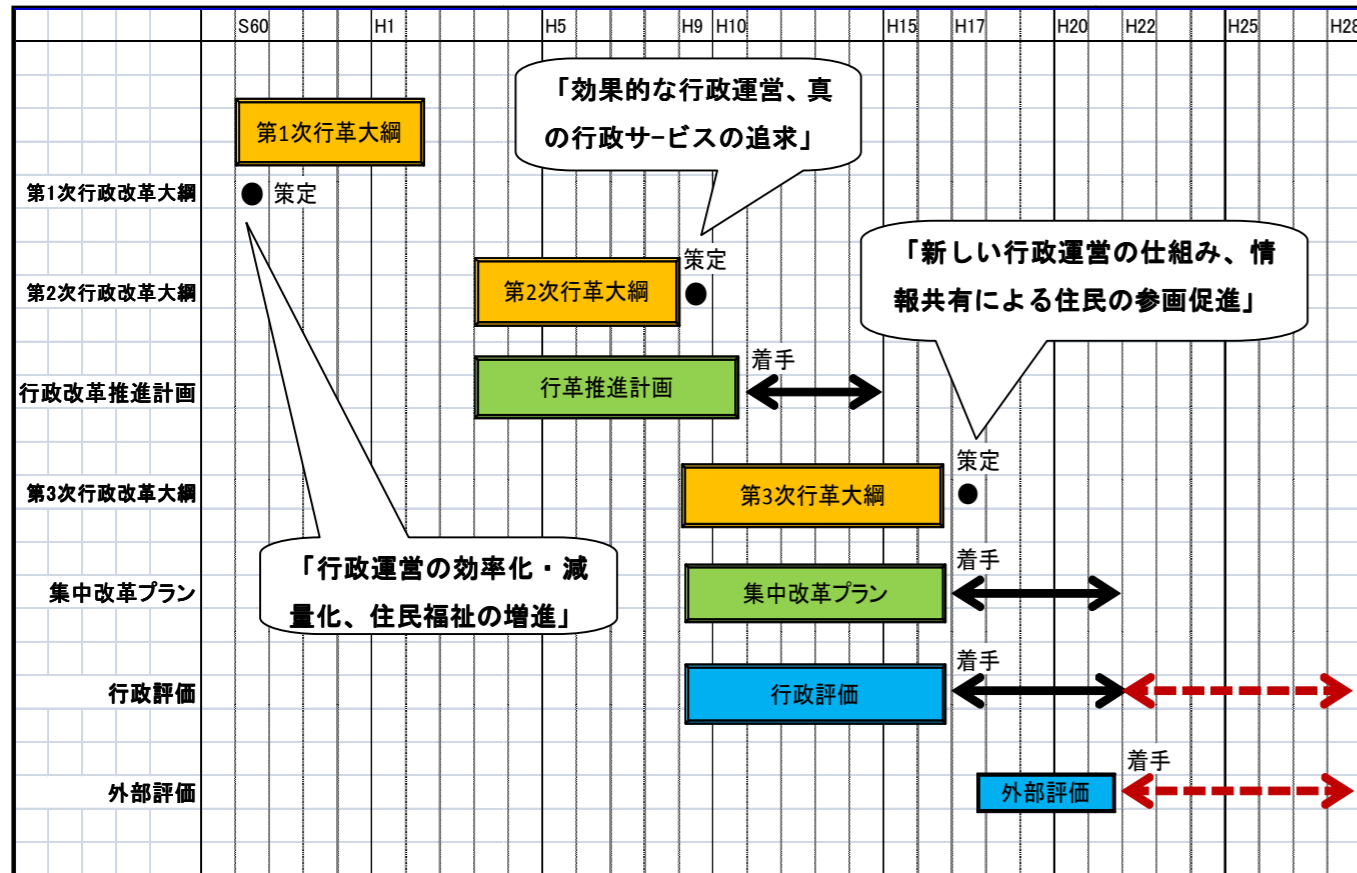 S60 H1 H5 H9 H10 H15 H17 H20 H22 H25 H28
「効果的な行政運営、真
の行政サービスの追求」
第1次行革大綱
第1次行政改革大綱 ● 策定
「新しい行政運営の仕組み、情
報共有による住民の参画促進」
策定
第2次行政改革大綱 第2次行革大綱 ●
着手
行政改革推進計画 行革推進計画
策定
第3次行政改革大綱 第3次行革大綱 ●
「行政運営の効率化・減
量化、住民福祉の増進」
着手
集中改革プラン 集中改革プラン
着手
行政評価 行政評価
着手
外部評価 外部評価